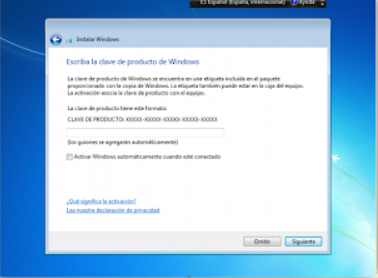 ES Español (España, internacional) Ayuda
Instalar Windows
Escriba la clave de producto de Windows
La clave de producto de Windows se encuentra en una etiqueta incluida en el paquete
proporcionado con la copia de Windows. La etiqueta también puede estar en la caja del equipo.
La activación asocia la clave de producto con el equipo.
La clave de producto tiene este formato:
CLAVE DE PRODUCTO: XXXXX-XXXXX-XXXXX-XXXXX-XXXXX
(los guiones se agregarán automáticamente)
Activar Windows automáticamente cuando esté conectado
¿Qué significa la activación?
Lea nuestra declaración de privacidad
Omitir Siguiente